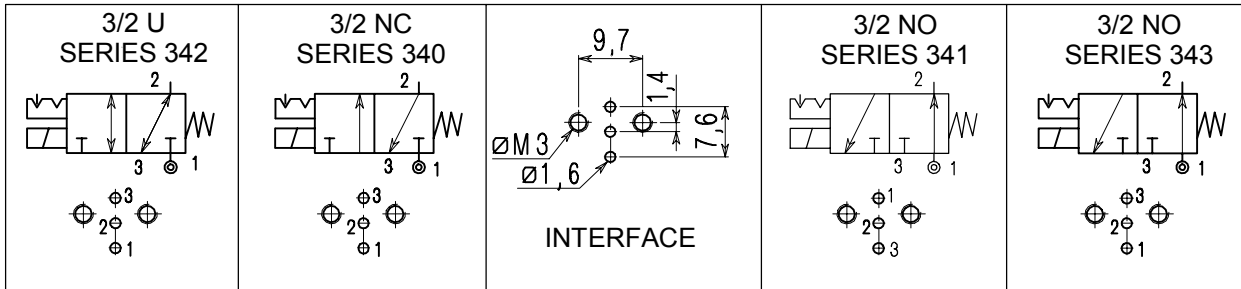 3/2 U
SERIES 342
2
3 1
3
2
1
3/2 NC
SERIES 340
2
3 1
3
2
1
9,7
1,4
7,6
ØM3
Ø1,6
INTERFACE
3/2 NO
SERIES 341
2
3 1
1
2
3
3/2 NO
SERIES 343
2
3 1
3
2
1